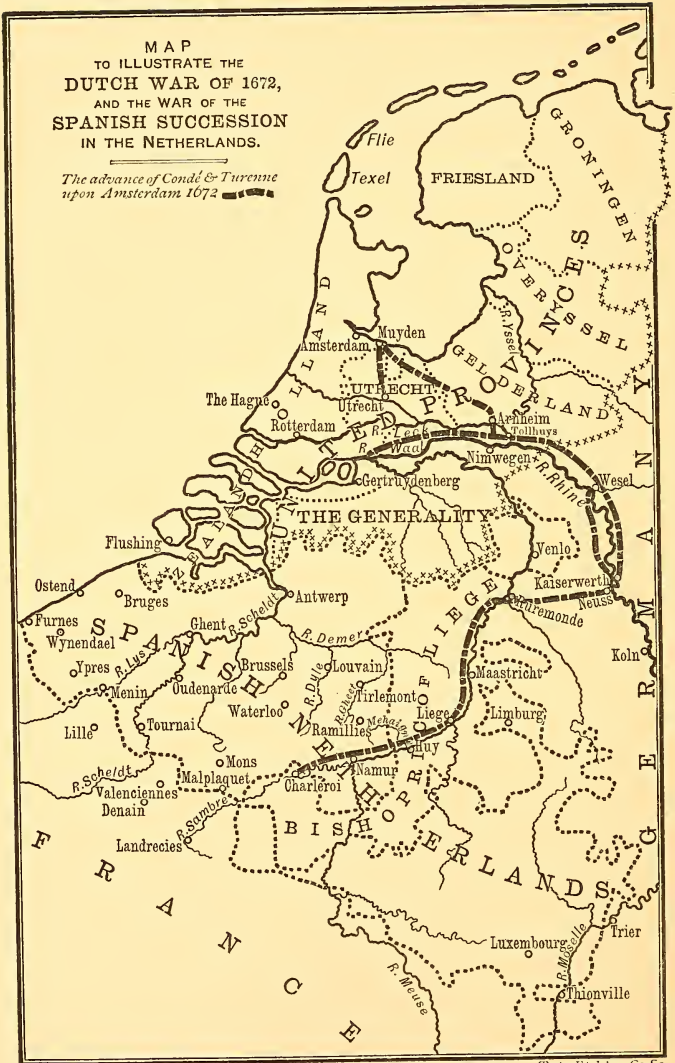 MAP
TO ILLUSTRATE THE
DUTCH WAR OF 1672,
AND THE WAR OF THE
SPANISH SUCCESSION
IN THE NETHERLANDS.
The advance of Condé & Turenne
upon Amsterdam 1672
Flie
Texel
FRIESLAND
GRONINGEN
OVERYSSEL
R. Yssel
GELDERLAND
UNITED PROVINCES
HOLLAND
Muyden
Amsterdam
UTRECHT
Utrecht
The Hague
Rotterdam
Arnheim
Tollhuys
R. Leck
R. Waal
Nimwegen
R. Rhine
Wesel
Gertruydenberg
THE GENERALITY
ZEALAND
Flushing
Venlo
Kaiserwerth
Neuss
Ruremonde
Ostend
Bruges
Antwerp
Furnes
Wynendael
Ghent
R. Scheldt
R. Demer
Koln
GERMANY
SPANISH NETHERLANDS
BISHOPRIC OF LIEGE
Ypres
R. Lys
Menin
Oudenarde
Brussels
R. Dyle
Louvain
Tirlemont
R. Gheet
Maastricht
Waterloo
Ramillies
Mehaign
Liege
Limburg
Lille
Tournai
Huy
Mons
Namur
Malplaquet
Charleroi
R. Scheldt
Valenciennes
Denain
R. Sambre
Landrecies
FRANCE
Luxembourg
Trier
R. Moselle
Thionville
R. Meuse